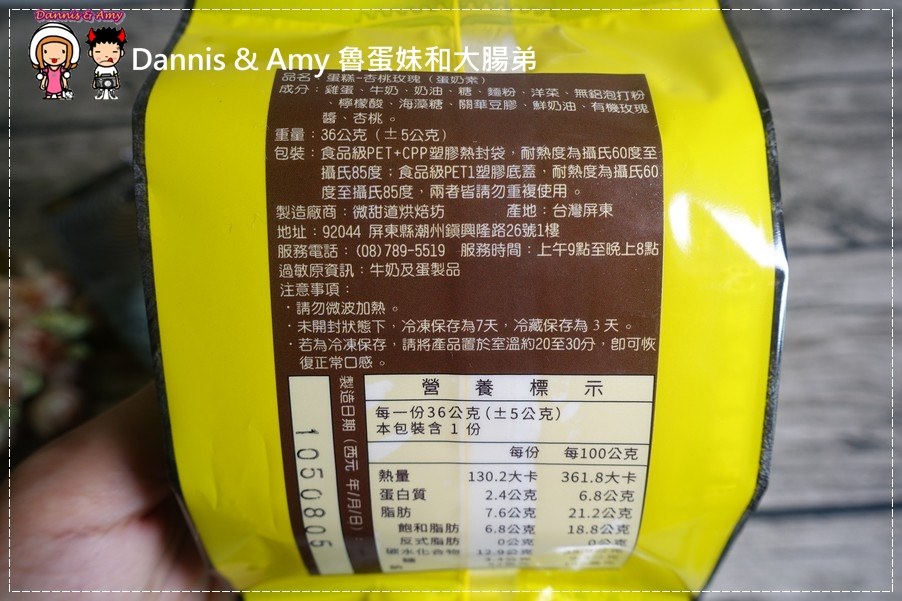 Dannis & Amy
Dannis & Amy 魯蛋妹和大腸弟
品名：蛋糕-杏桃玫瑰（蛋奶素）
成分：雞蛋、牛奶、奶油、糖、麵粉、洋菜、無鋁泡打粉
、檸檬酸、海藻糖、關華豆膠、鮮奶油、有機玫瑰
醬、杏桃。
重量：36公克（±5公克）
包裝：食品級PET+CPP塑膠熱封袋，耐熱度為攝氏60度至
攝氏85度；食品級PET1塑膠底蓋，耐熱度為攝氏60
度至攝氏85度，兩者皆請勿重複使用。
製造廠商：微甜道烘焙坊 產地：台灣屏東
地址：92044 屏東縣潮州鎮興隆路26號1樓
服務電話：(08)789-5519 服務時間：上午9點至晚上8點
過敏原資訊：牛奶及蛋製品
注意事項：
·請勿微波加熱。
·未開封狀態下，冷凍保存為7天，冷藏保存為 3 天。
·若為冷凍保存，請將產品置於室溫約20至30分，即可恢
復正常口感。
製造日期（西元 年/月/日）：
1050805
營養標示
每一份36公克(±5公克)
本包裝含 1 份
每份 每100公克
熱量 130.2大卡 361.8大卡
蛋白質 2.4公克 6.8公克
脂肪 7.6公克 21.2公克
飽和脂肪 6.8公克 18.8公克
反式脂肪 0公克 0公克
碳水化合物 12.9公克
糖